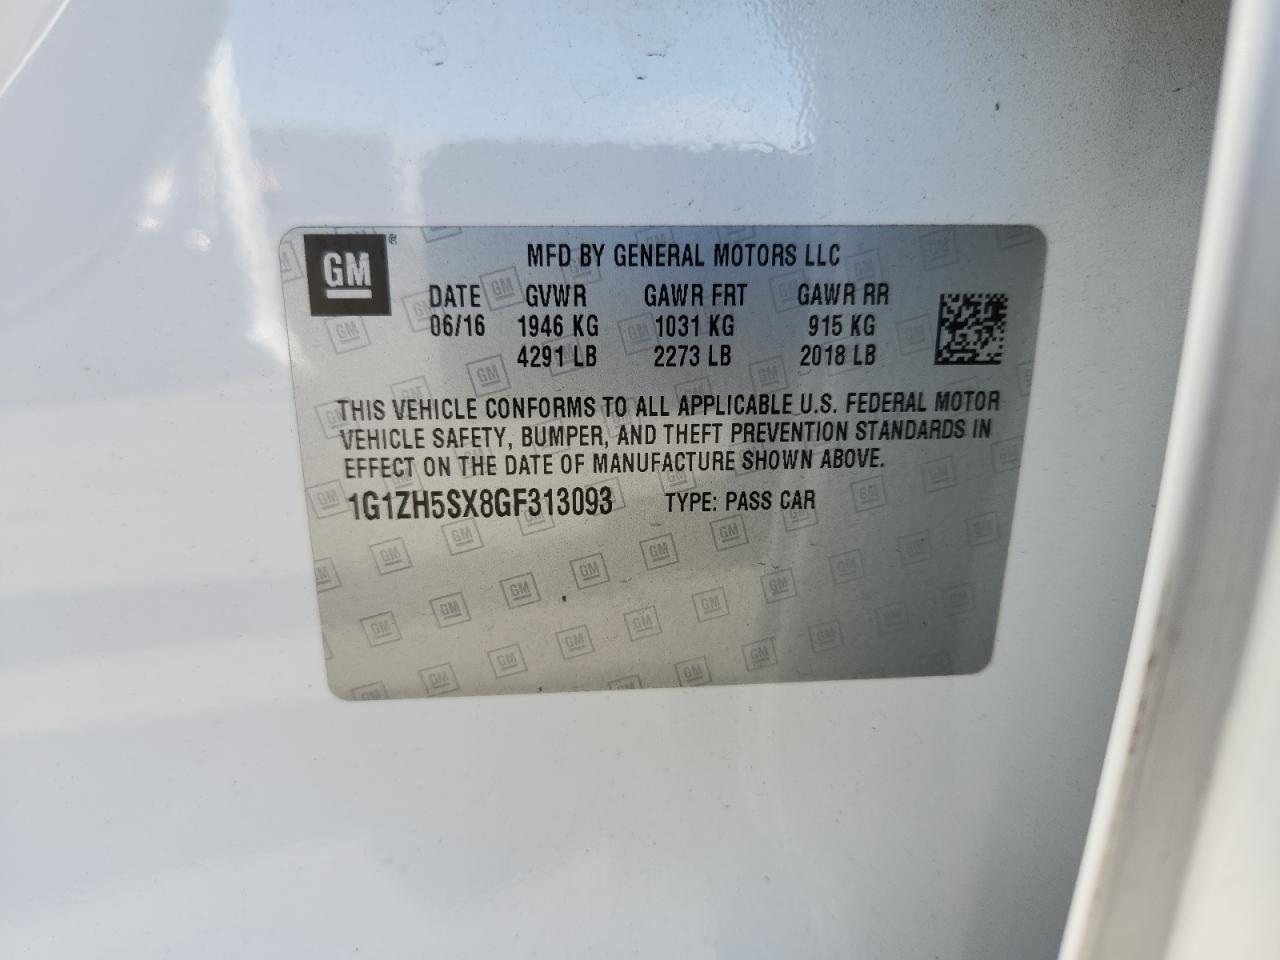 GM®
MFD BY GENERAL MOTORS LLC
DATE GVWR GAWR FRT GAWR RR
06/16 1946 KG 1031 KG 915 KG
4291 LB 2273 LB 2018 LB
THIS VEHICLE CONFORMS TO ALL APPLICABLE U.S. FEDERAL MOTOR
VEHICLE SAFETY, BUMPER, AND THEFT PREVENTION STANDARDS IN
EFFECT ON THE DATE OF MANUFACTURE SHOWN ABOVE.
1G1ZH5SX8GF313093 TYPE: PASS CAR